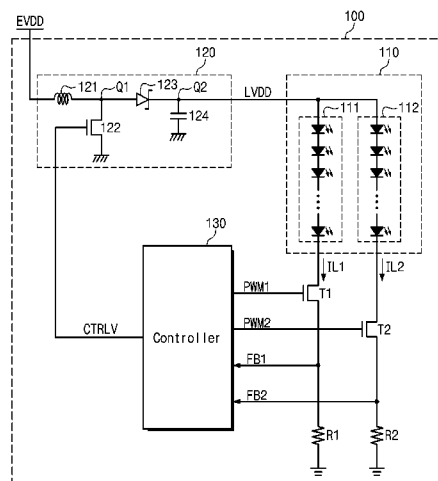 EVDD
100
120
110
121
Q1
123
Q2
LVDD
111
112
122
124
130
IL1
IL2
PWM1
T1
CTRLV
Controller
PWM2
T2
FB1
FB2
R1
R2